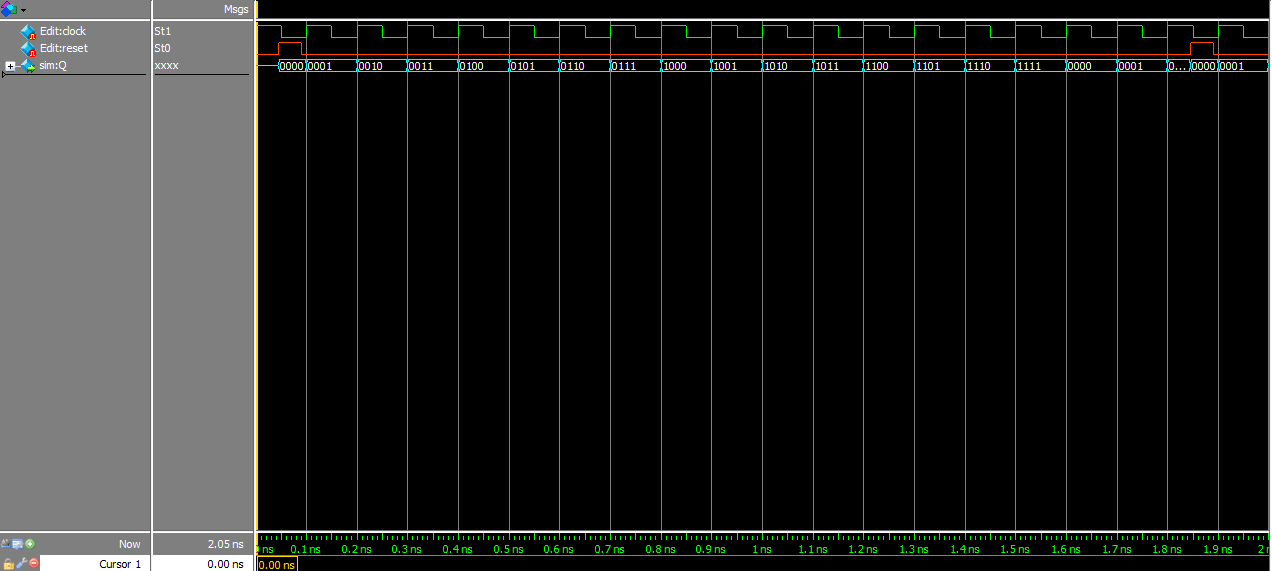 Msgs
Edit:clock St1
Edit:reset St0
sim:Q xxxx 0000 0001 0010 0011 0100 0101 0110 0111 1000 1001 1010 1011 1100 1101 1110 1111 0000 0001 0... 0000 0001
Now 2.05 ns ns 0.1 ns 0.2 ns 0.3 ns 0.4 ns 0.5 ns 0.6 ns 0.7 ns 0.8 ns 0.9 ns 1 ns 1.1 ns 1.2 ns 1.3 ns 1.4 ns 1.5 ns 1.6 ns 1.7 ns 1.8 ns 1.9 ns 2
Cursor 1 0.00 ns 0.00 ns